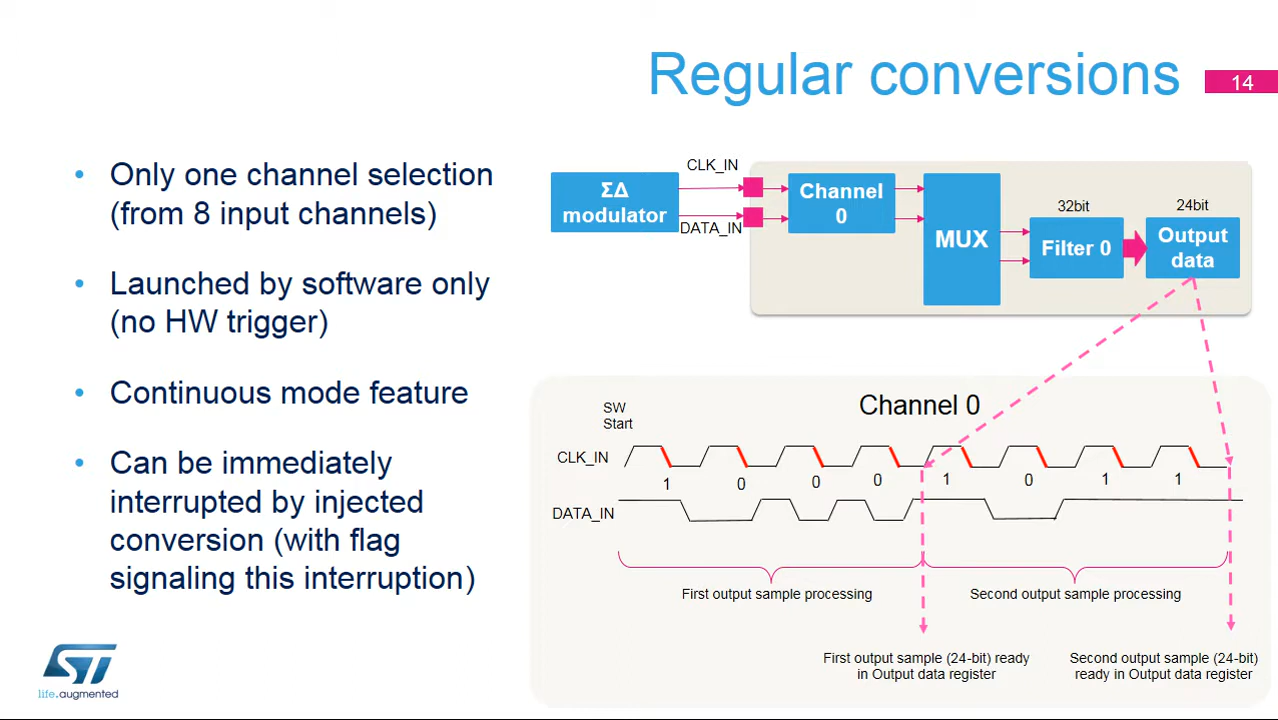 Regular conversions
14
• Only one channel selection
(from 8 input channels)
• Launched by software only
(no HW trigger)
• Continuous mode feature
• Can be immediately
interrupted by injected
conversion (with flag
signaling this interruption)
ΣΔ
modulator
CLK_IN
DATA_IN
Channel
0
MUX
32bit
Filter 0
24bit
Output
data
Channel 0
SW
Start
CLK_IN
1 0 0 0 1 0 1 1
DATA_IN
First output sample processing
Second output sample processing
First output sample (24-bit) ready
in Output data register
Second output sample (24-bit)
ready in Output data register
ST
life.augmented